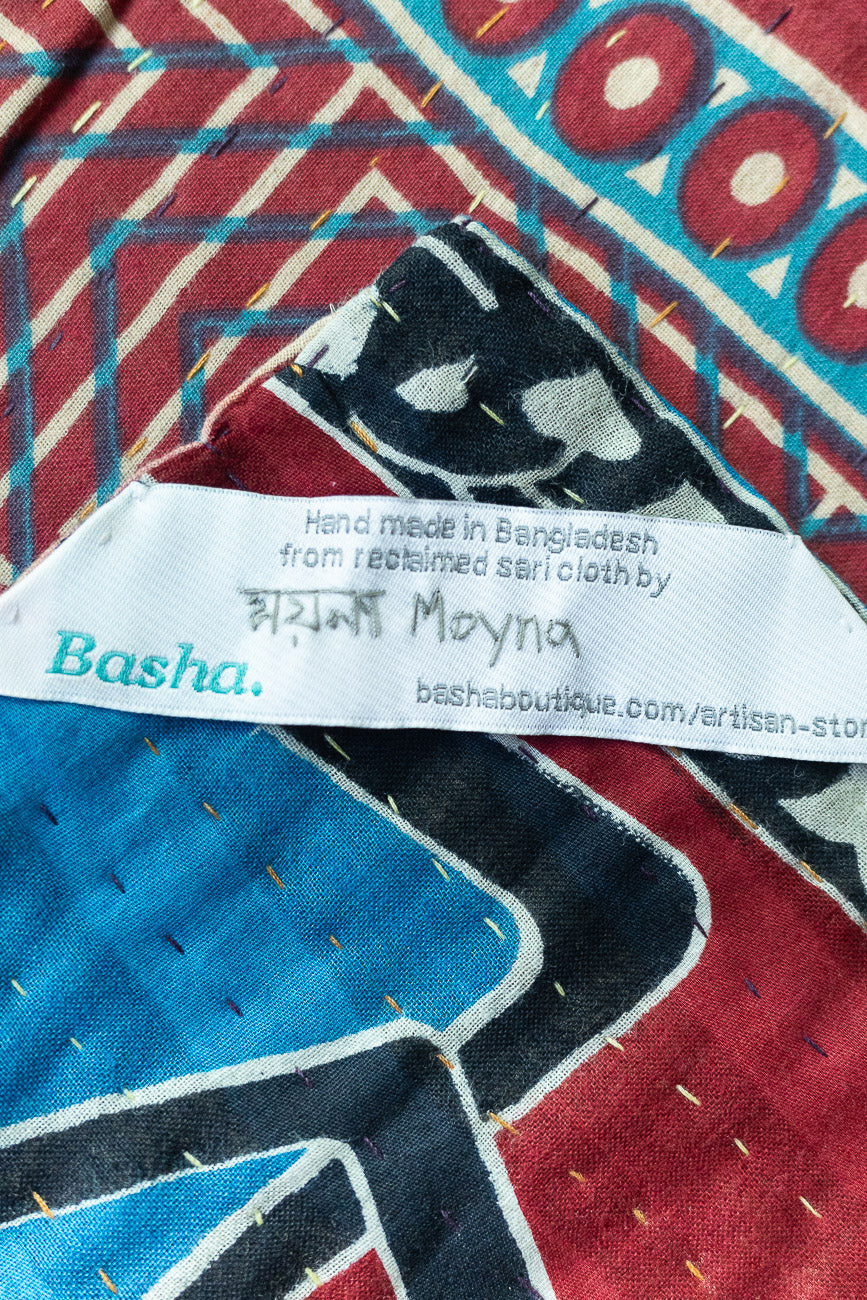 Hand made in Bangladesh
from reclaimed sari cloth by
ময়না Moyna
Basha.
bashaboutique.com/artisan-stor